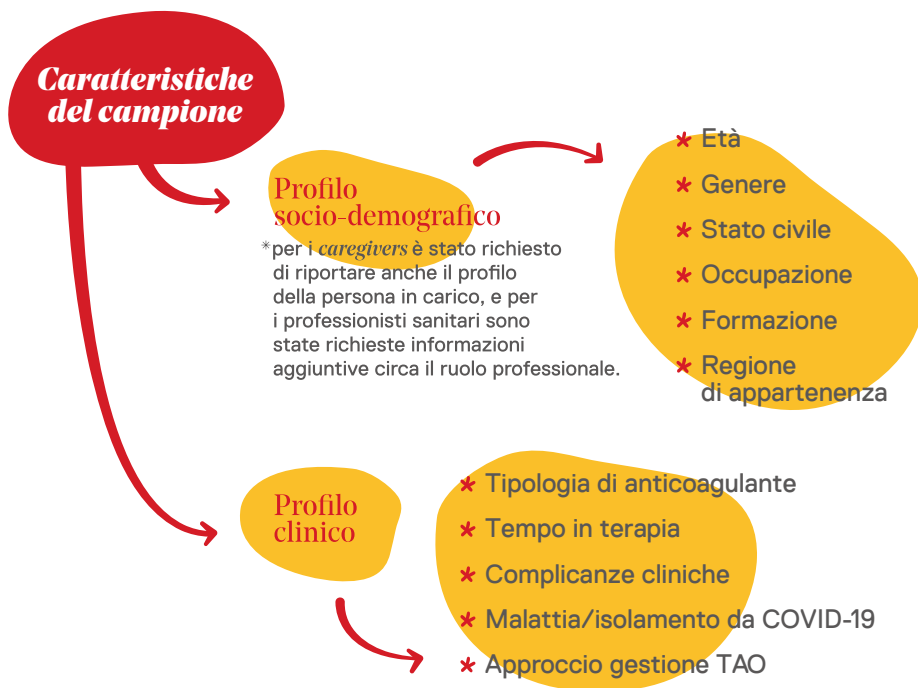 Caratteristiche
del campione
Profilo
socio-demografico
*per i caregivers è stato richiesto
di riportare anche il profilo
della persona in carico, e per
i professionisti sanitari sono
state richieste informazioni
aggiuntive circa il ruolo professionale.
* Età
* Genere
* Stato civile
* Occupazione
* Formazione
* Regione
di appartenenza
Profilo
clinico
* Tipologia di anticoagulante
* Tempo in terapia
* Complicanze cliniche
* Malattia/isolamento da COVID-19
* Approccio gestione TAO